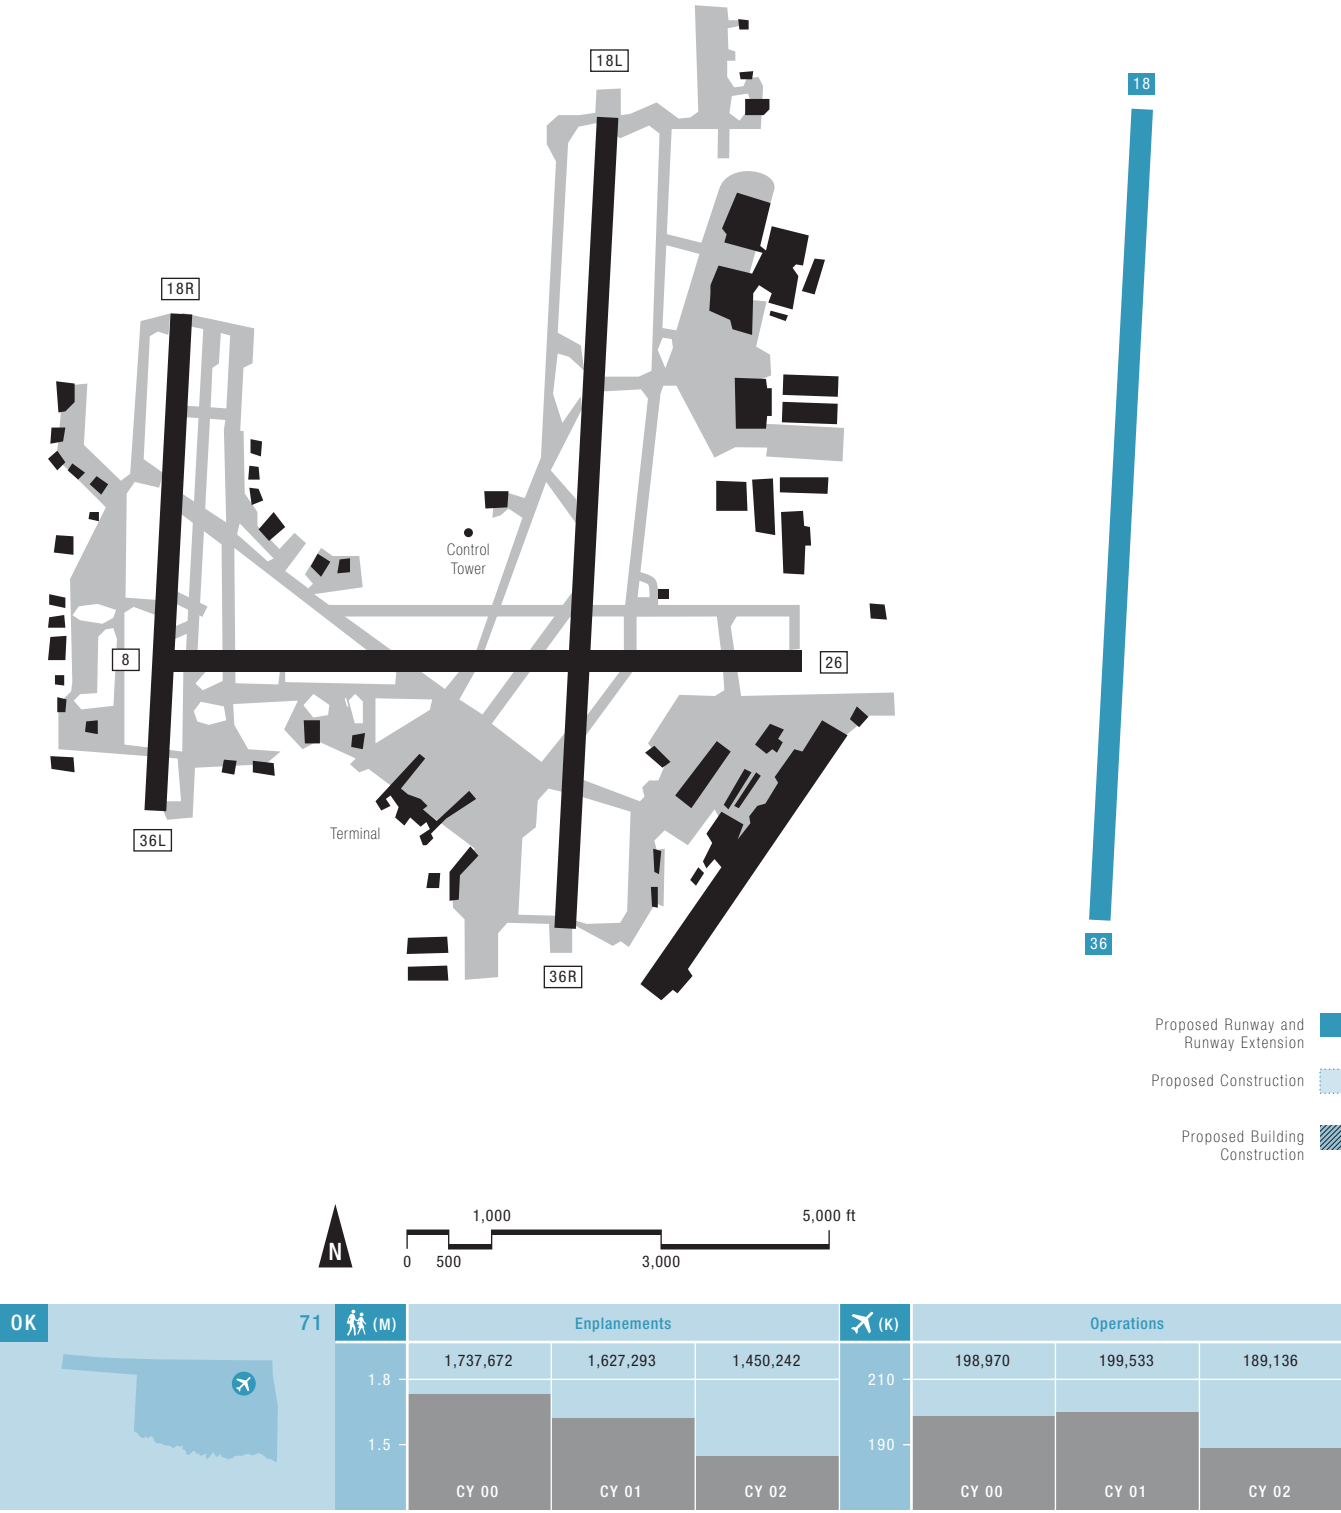 18L
18
18R
Control
Tower
8
26
Terminal
36L
36
36R
Proposed Runway and
Runway Extension
Proposed Construction
Proposed Building
Construction
N
1,000
5,000 ft
0
500
3,000
OK
71
(M)
Enplanements
(K)
Operations
1,737,672
1,627,293
1,450,242
198,970
199,533
189,136
1.8
210
1.5
190
CY 00
CY 01
CY 02
CY 00
CY 01
CY 02